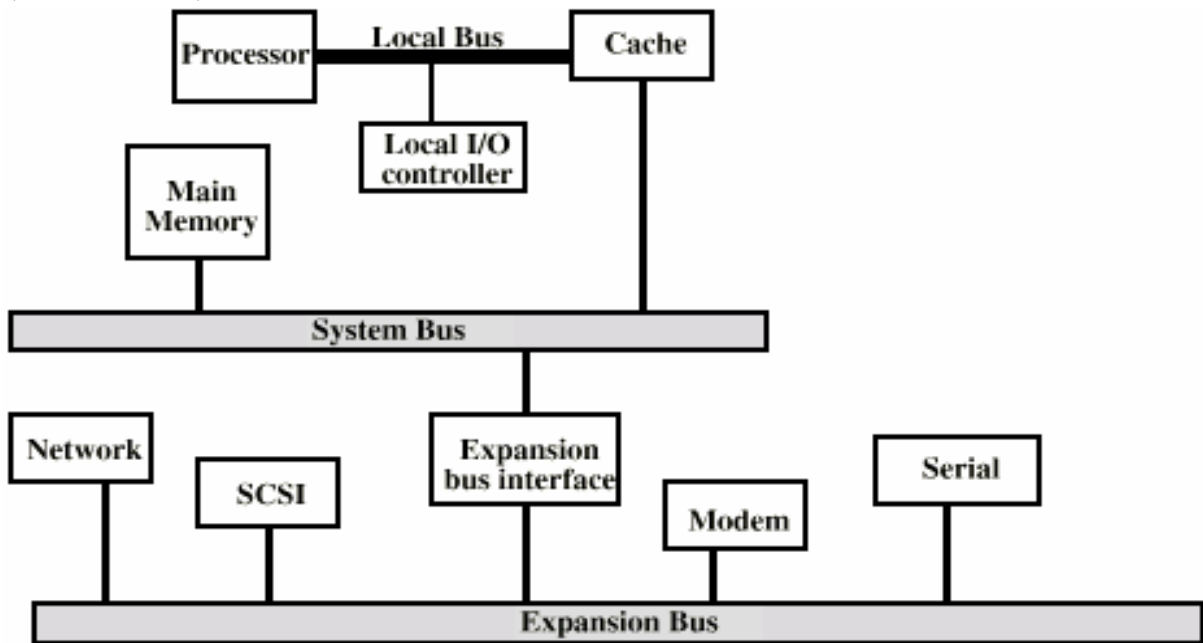 Processor
Local Bus
Cache
Local I/O
controller
Main
Memory
System Bus
Network
SCSI
Expansion
bus interface
Modem
Serial
Expansion Bus